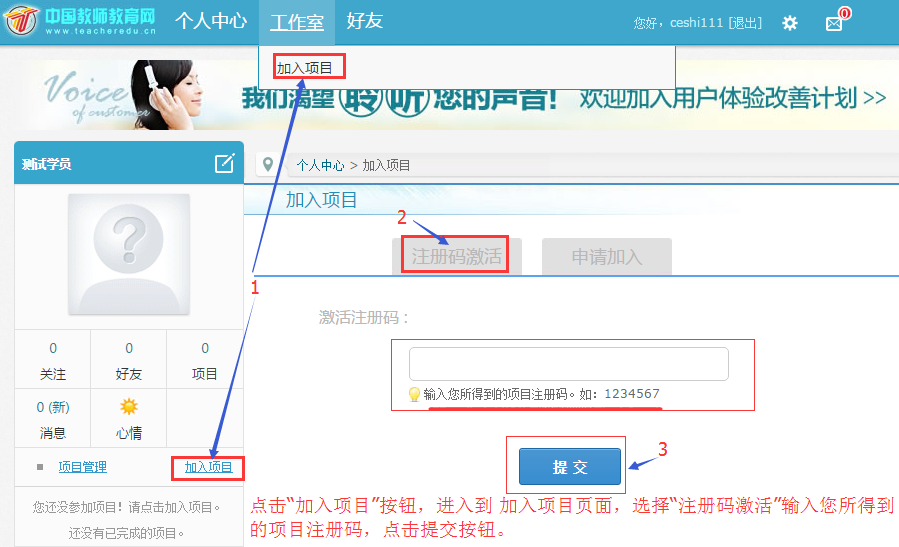 中国教师教育网
www.teacheredu.cn
个人中心 工作室 好友
您好，ceshi111 [退出]
0
加入项目
Voice
of customer
我们渴望聆听您的声音! 欢迎加入用户体验改善计划 >>
测试学员
个人中心 > 加入项目
加入项目
2
注册码激活 申请加入
1
激活注册码：
0 0 0
关注 好友 项目
输入您所得到的项目注册码。如：1234567
0 (新)
消息 心情
3
项目管理 加入项目
提 交
您还没参加项目！请点击加入项目。
还没有已完成的项目。
点击“加入项目”按钮，进入到 加入项目页面，选择“注册码激活”输入您所得到
的项目注册码，点击提交按钮。